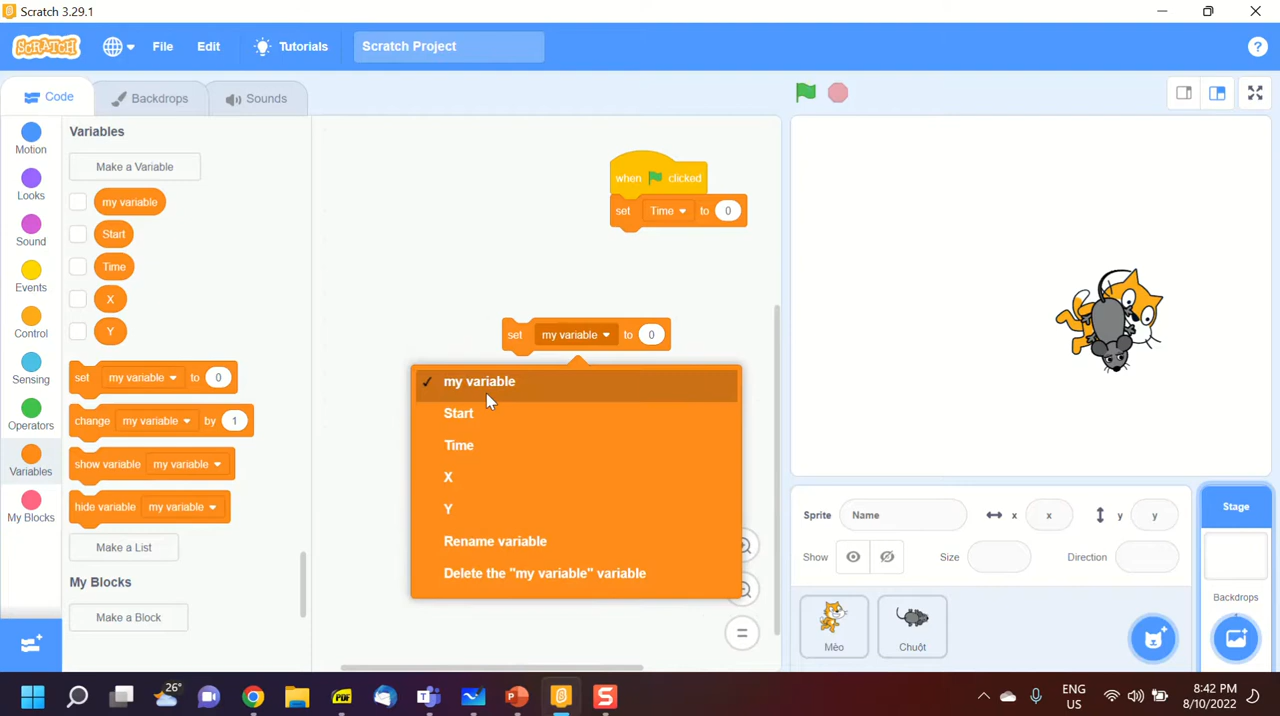 Scratch 3.29.1
SCRATCH
File
Edit
Tutorials
Scratch Project
?
Code
Backdrops
Sounds
Motion
Looks
Sound
Events
Control
Sensing
Operators
Variables
My Blocks
Variables
Make a Variable
my variable
Start
Time
X
Y
set my variable to 0
change my variable by 1
show variable my variable
hide variable my variable
Make a List
My Blocks
Make a Block
when clicked
set Time to 0
set my variable to 0
✓ my variable
Start
Time
X
Y
Rename variable
Delete the "my variable" variable
Sprite Name
x x
y y
Show
Size
Direction
Mèo
Chuột
Stage
Backdrops
26°
PDF
S
ENG
US
8:42 PM
8/10/2022